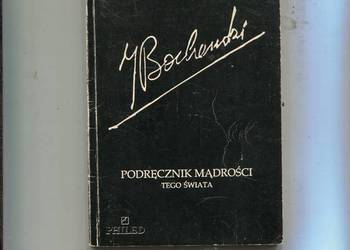 J Bocheński
PODRĘCZNIK MĄDROŚCI
TEGO ŚWIATA
PHILED